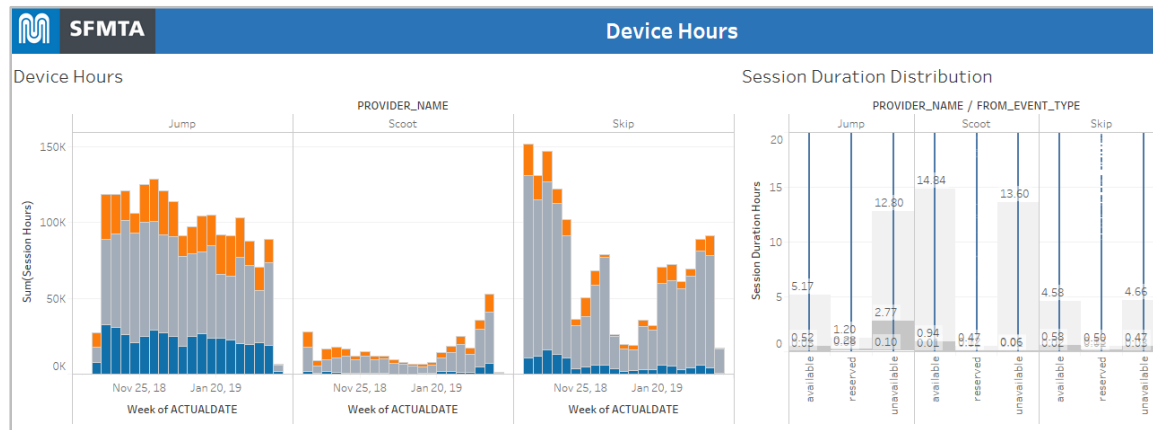 SFMTA
Device Hours
Device Hours
Session Duration Distribution
PROVIDER_NAME
PROVIDER_NAME / FROM_EVENT_TYPE
Jump
Scoot
Skip
Jump
Scoot
Skip
150K
100K
50K
0K
Sum(Session Hours)
Nov 25, 18
Jan 20, 19
Nov 25, 18
Jan 20, 19
Nov 25, 18
Jan 20, 19
Week of ACTUALDATE
Week of ACTUALDATE
Week of ACTUALDATE
Session Duration Hours
20
15
10
5
0
14.84
13.60
12.80
5.17
4.58
4.66
2.77
1.20
0.94
0.52
0.28
0.10
0.01
0.47
0.06
0.58
0.02
0.50
0.47
available
reserved
unavailable
available
reserved
unavailable
available
reserved
unavailable